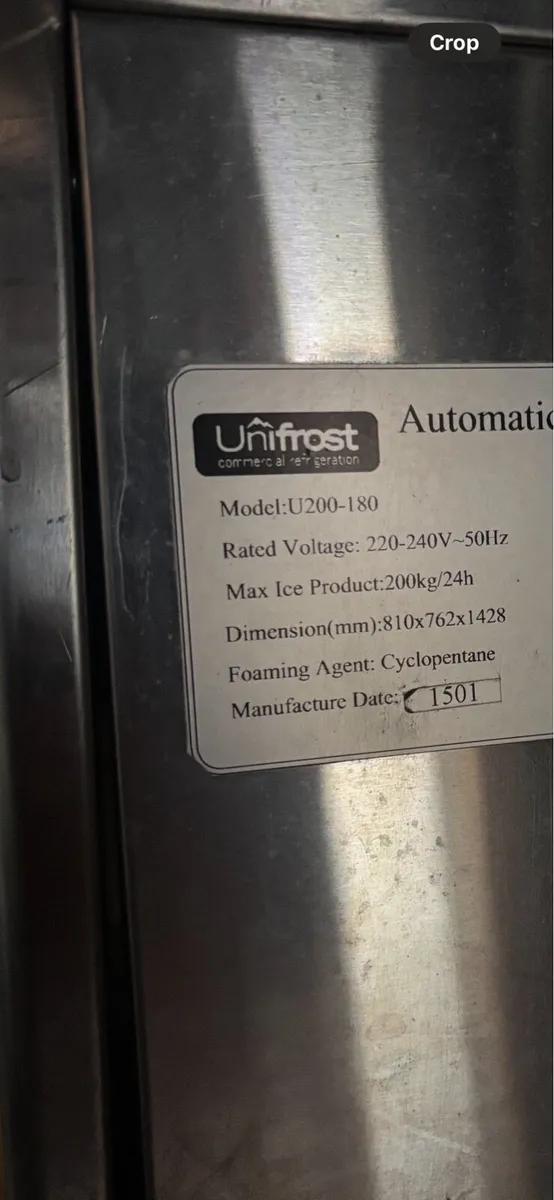 Crop
Unifrost
commercial refrigeration
Automatic
Model:U200-180
Rated Voltage: 220-240V~50Hz
Max Ice Product:200kg/24h
Dimension(mm):810x762x1428
Foaming Agent: Cyclopentane
Manufacture Date: 1501